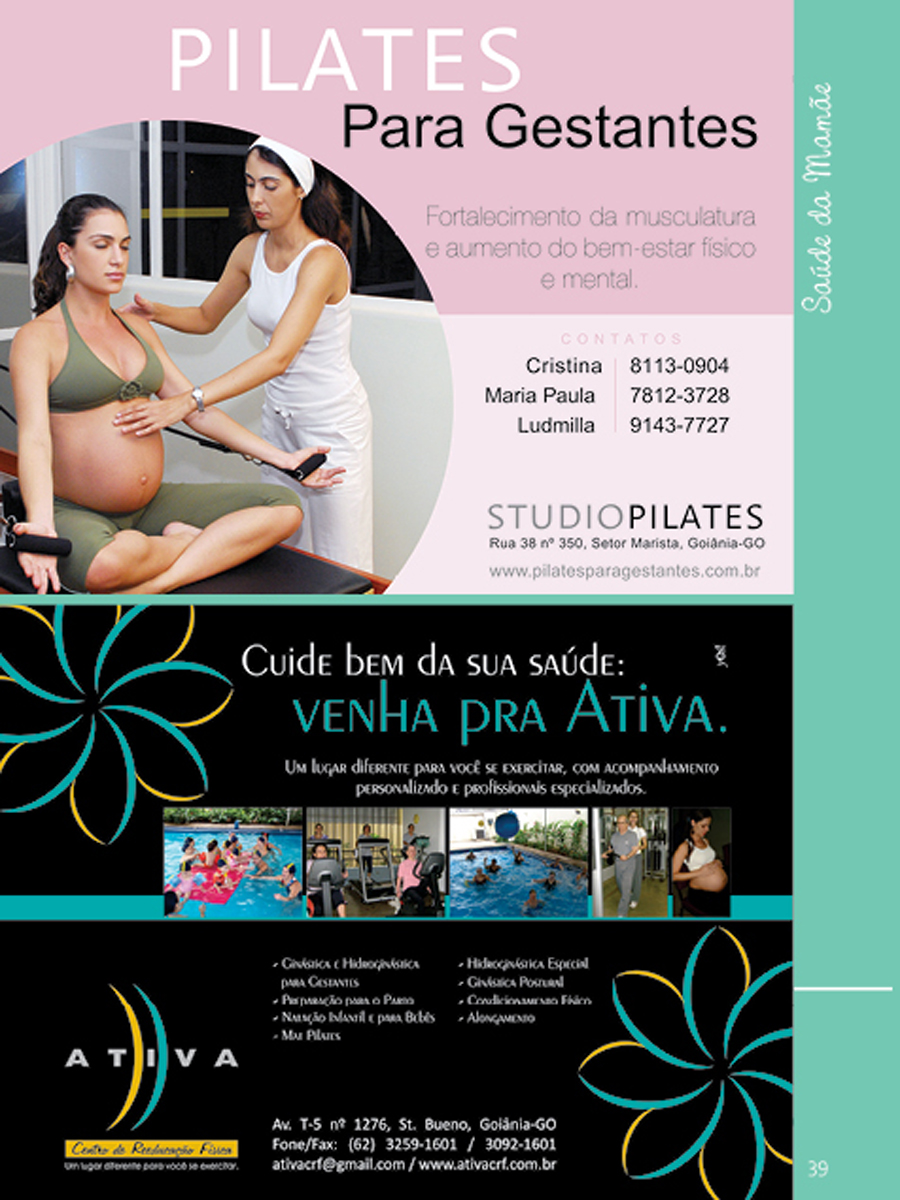 PILATES
Para Gestantes
Fortalecimento da musculatura
e aumento do bem-estar físico
e mental.
CONTATOS
Cristina 8113-0904
Maria Paula 7812-3728
Ludmilla 9143-7727
STUDIOPILATES
Rua 38 nº 350, Setor Marista, Goiânia-GO
www.pilatesparagestantes.com.br
Saúde da Mamãe
Cuide bem da sua saúde:
venha pra Ativa.
Um lugar diferente para você se exercitar, com acompanhamento
personalizado e profissionais especializados.
- Ginástica e Hidroginástica
para Gestantes
- Preparação para o Parto
- Natação Infantil e para Bebês
- Mat Pilates
- Hidroginástica Especial
- Ginástica Postural
- Condicionamento Físico
- Alongamento
ATIVA
Centro de Reeducação Física
Um lugar diferente para você se exercitar.
Av. T-5 nº 1276, St. Bueno, Goiânia-GO
Fone/Fax: (62) 3259-1601 / 3092-1601
ativacrf@gmail.com / www.ativacrf.com.br
39